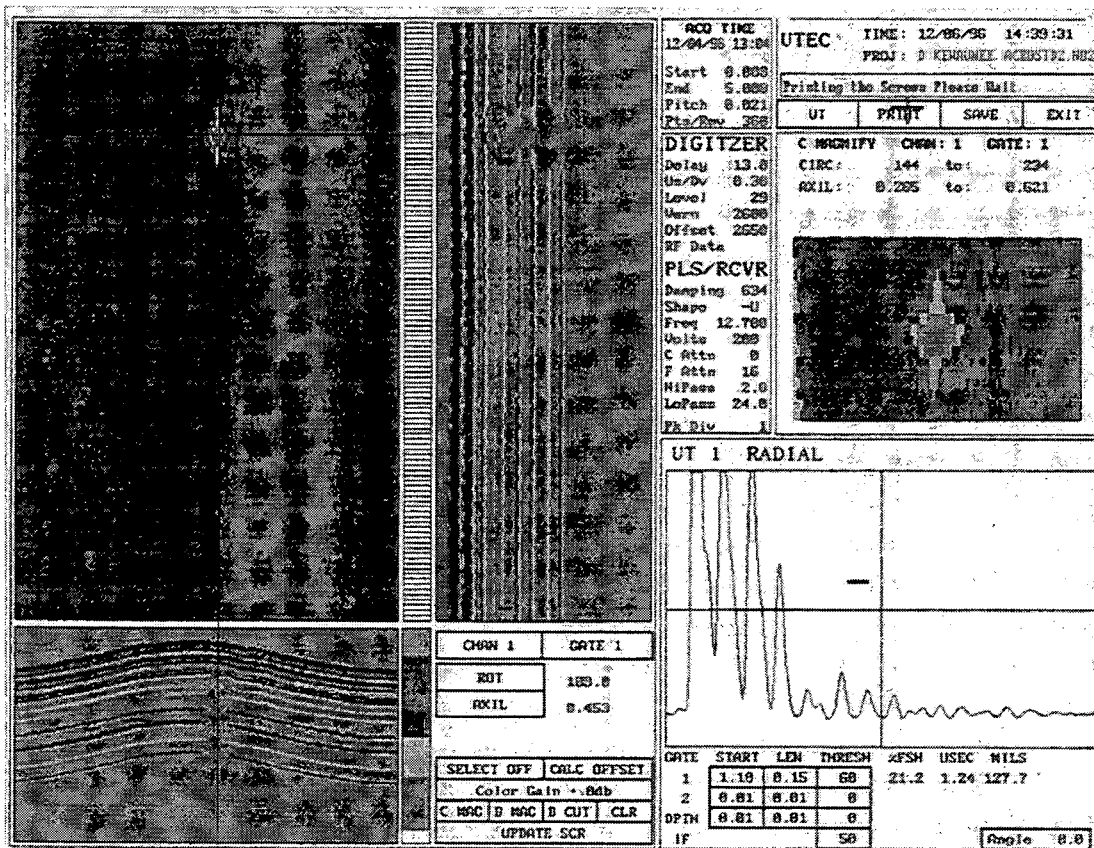 ACQ TIME
12/04/96 13:04
Start 0.000
End 5.000
Pitch 0.021
Pts/Rev 360
UTEC TIME: 12/06/96 14:39:31
PROJ: D
Printing the Screen Please Wait
UT PRINT SAVE EXIT
DIGITZER
Delay 13.0
Us/Dv 0.30
Level 29
Vern 2600
Offset 2650
RF Data
PLS/RCVR
Damping 634
Shape -U
Freq 12.700
Volts 200
C Attn 0
F Attn 16
HiPass 2.0
LoPass 24.0
Pk Div 1
C MAGNIFY CHAN: 1 GATE: 1
CIRC: 144 to: 234
AXIL: 0.285 to: 0.621
UT 1 RADIAL
CHAN 1 GATE 1
ROT 189.0
AXIL 0.453
SELECT OFF CALC OFFSET
Color Gain +.0db
C MAG B MAG B CUT CLR
UPDATE SCR
GATE START LEN THRESH %FSH USEC MILS
1 1.18 0.15 60 21.2 1.24 127.7
2 0.01 0.01 0
DPTH 0.01 0.01 0
IF 50
Angle 0.0